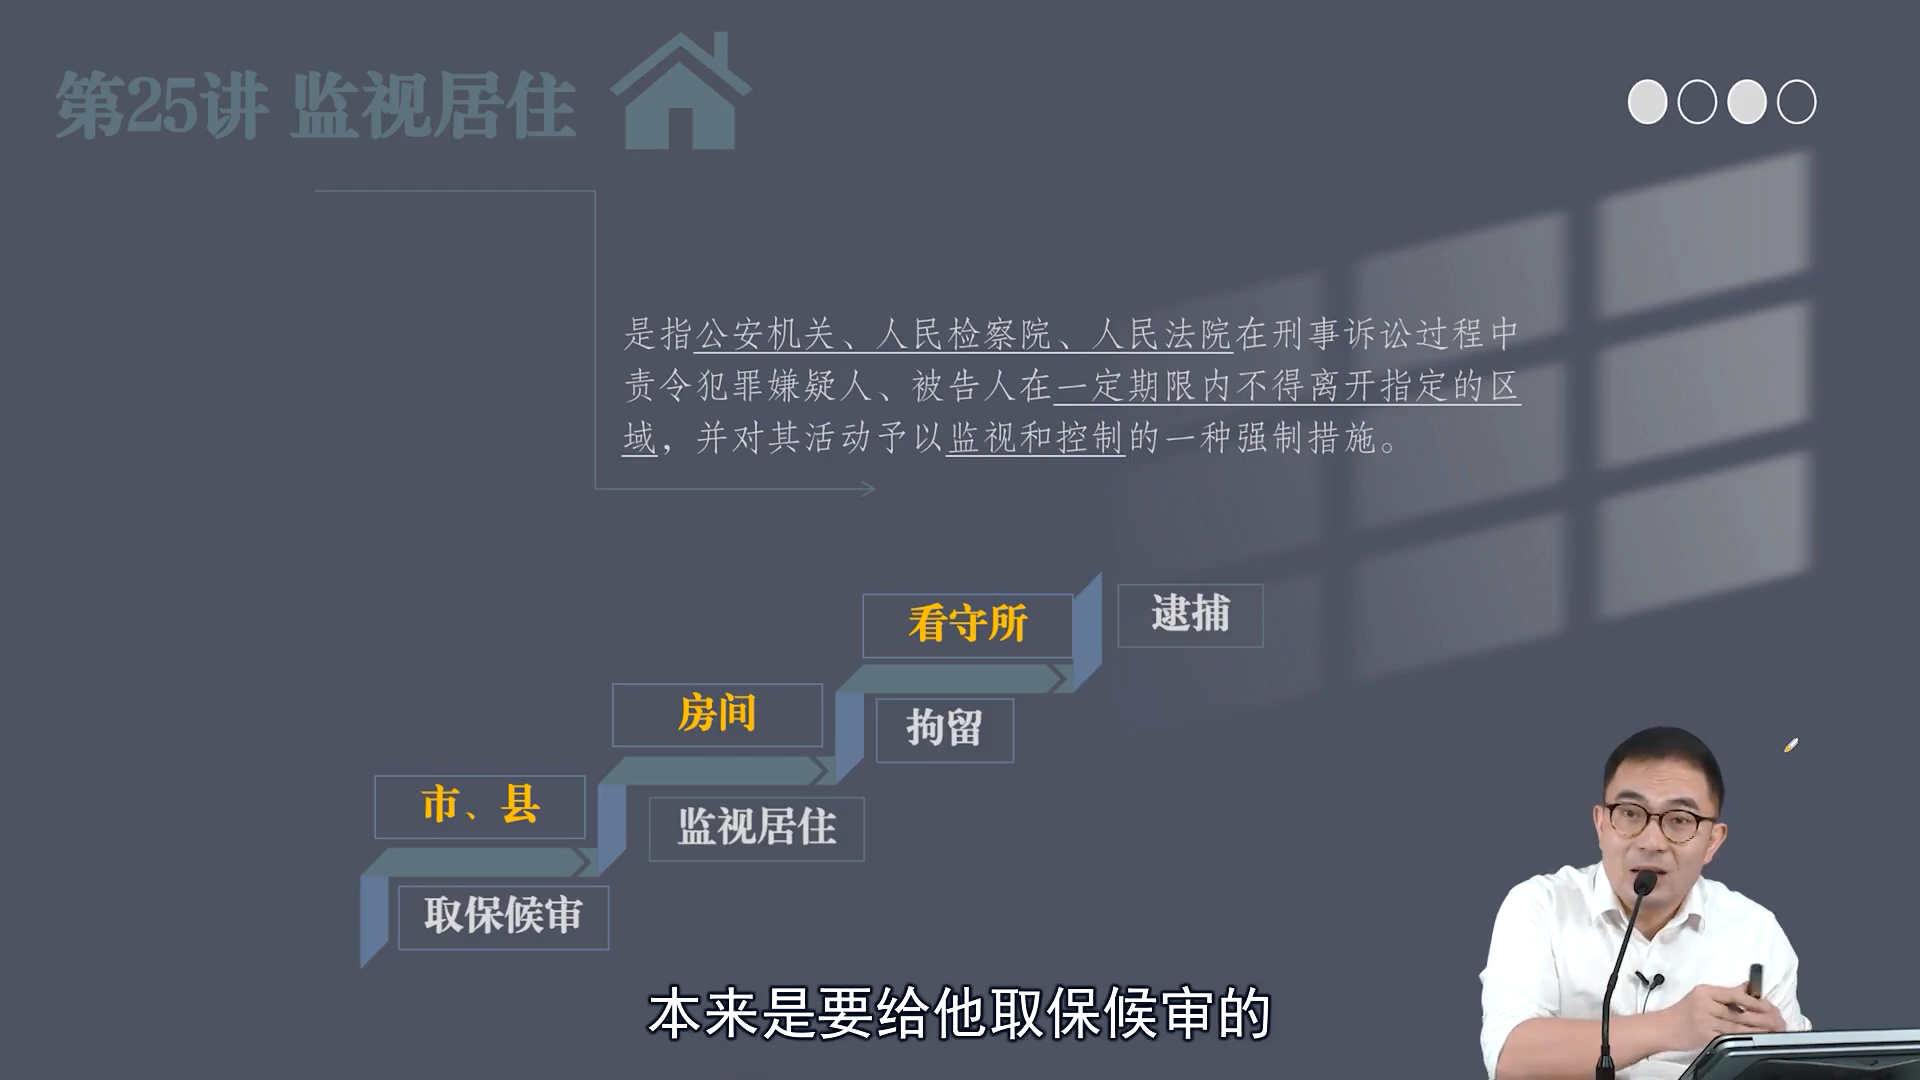 第25讲 监视居住
是指公安机关、人民检察院、人民法院在刑事诉讼过程中
责令犯罪嫌疑人、被告人在一定期限内不得离开指定的区
域，并对其活动予以监视和控制的一种强制措施。
看守所
逮捕
房间
拘留
市、县
监视居住
取保候审
本来是要给他取保候审的